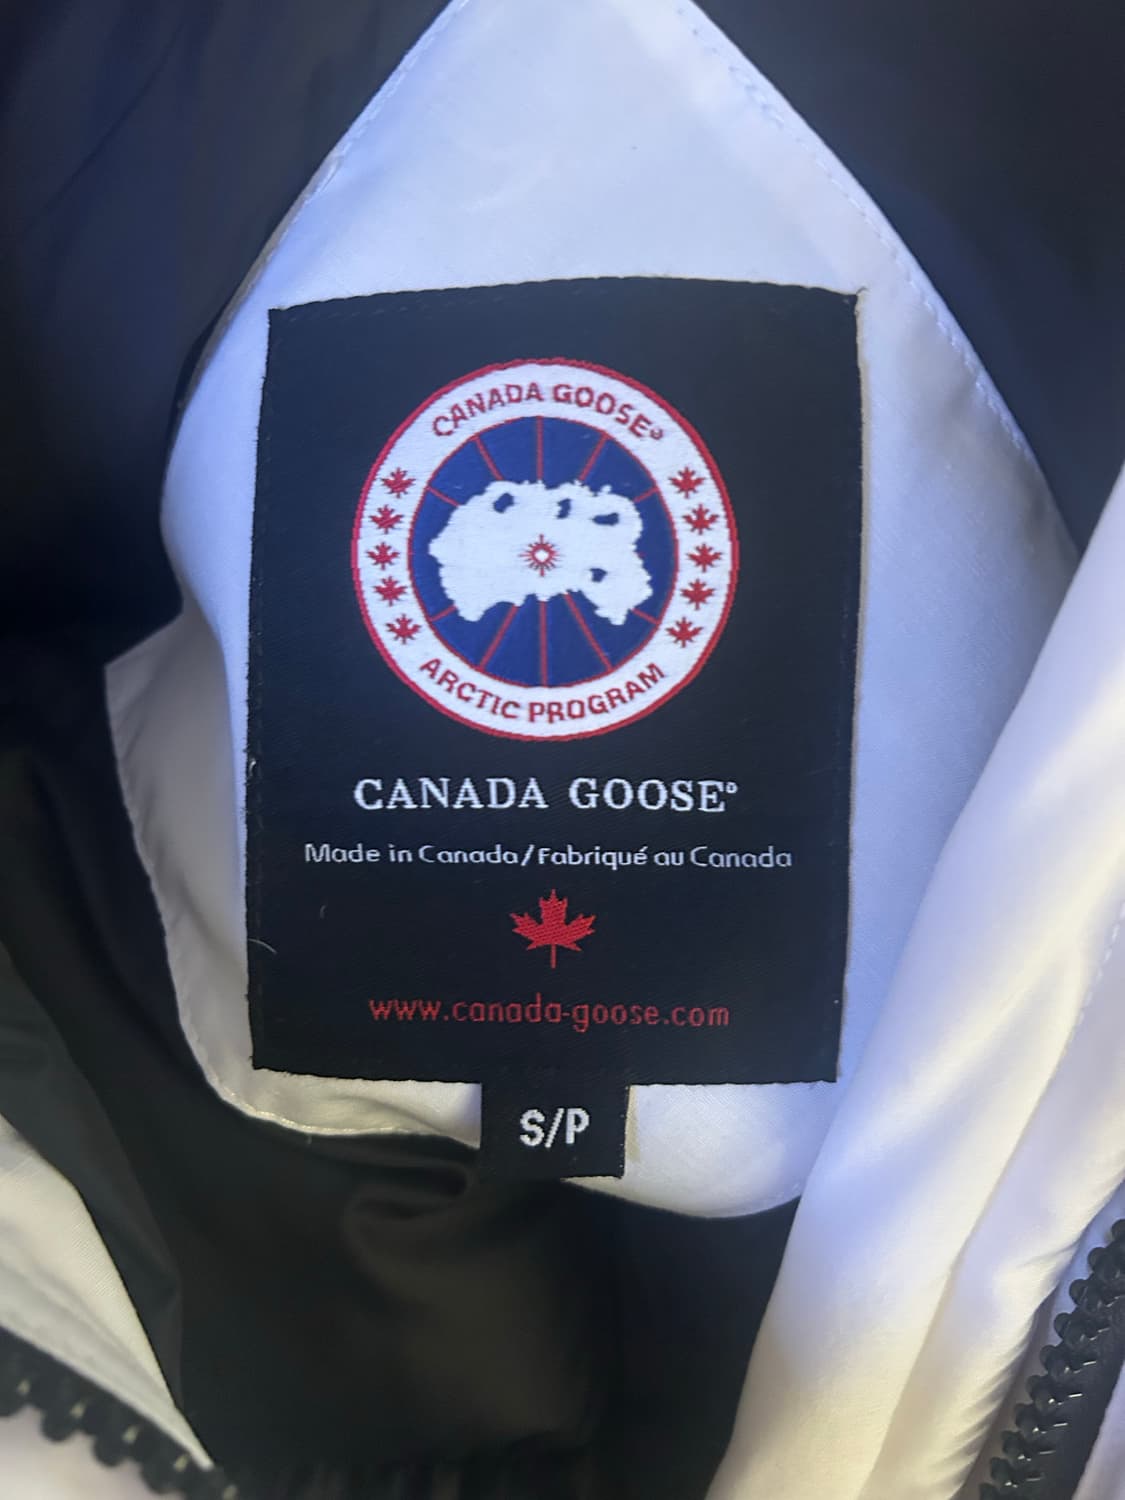 CANADA GOOSE®
ARCTIC PROGRAM
CANADA GOOSE®
Made in Canada/Fabriqué au Canada
www.canada-goose.com
S/P